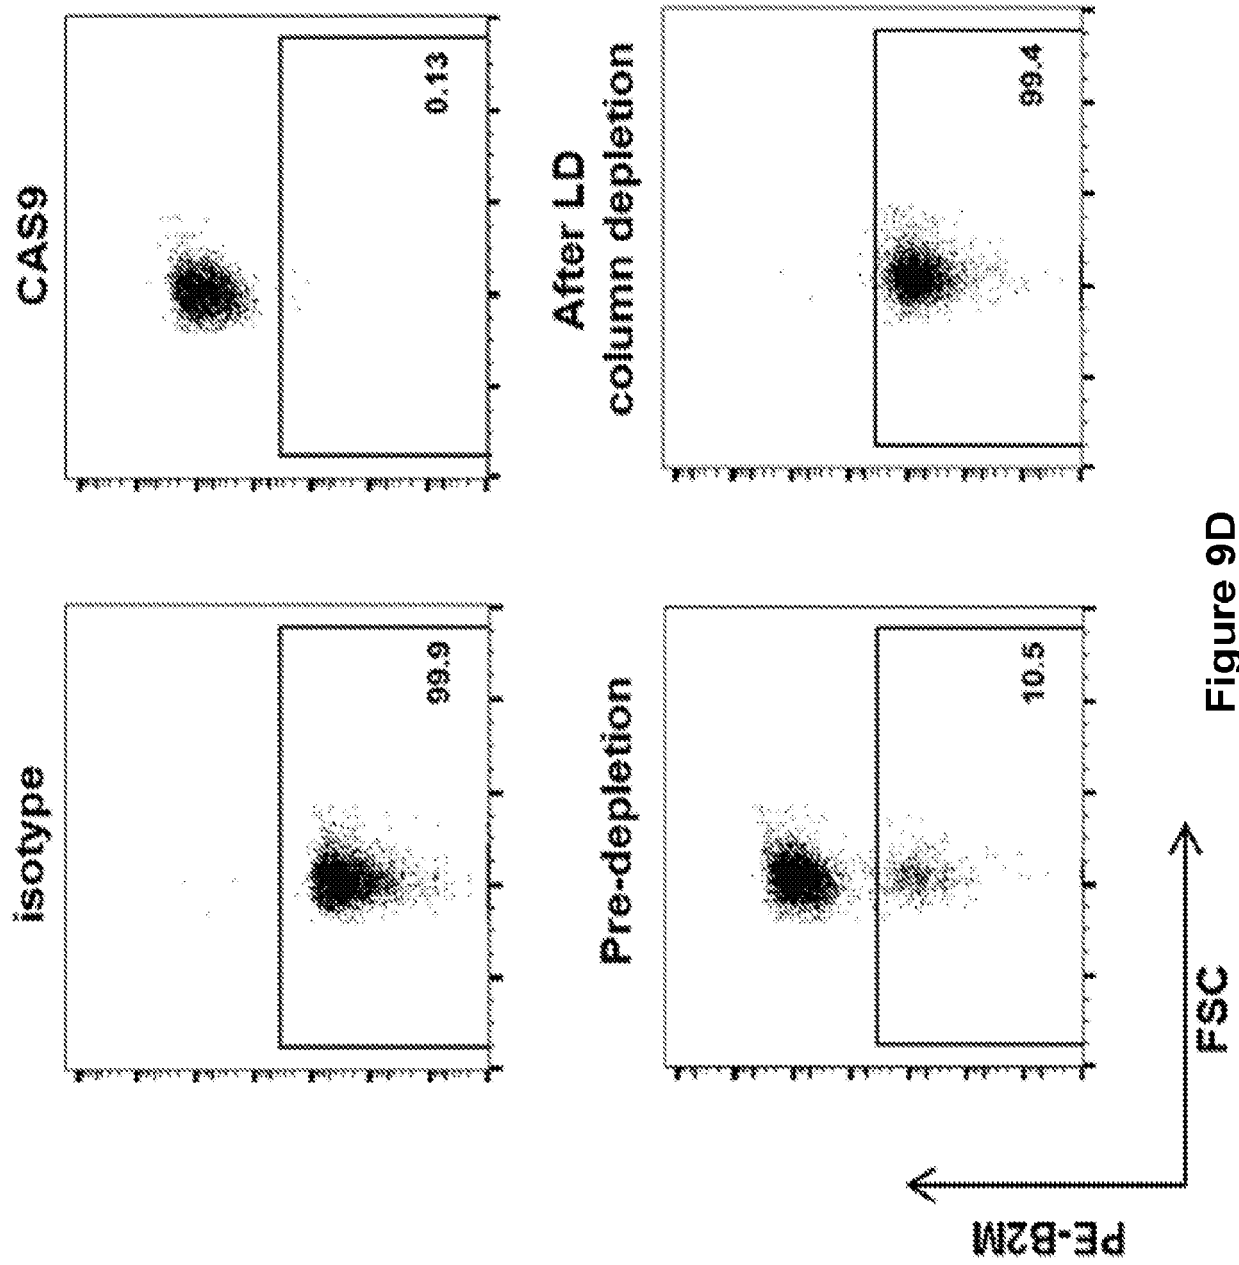 isotype
99.9
CAS9
0.13
Pre-depletion
10.5
After LD
column depletion
99.4
PE-B2M
FSC
Figure 9D